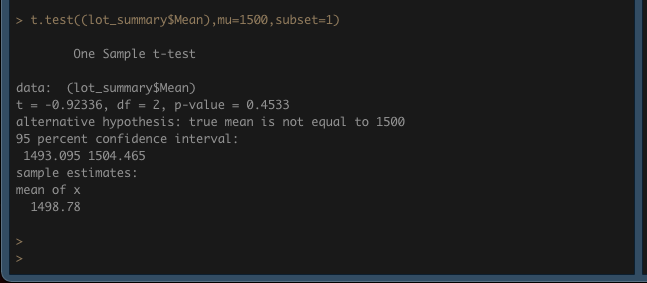 > t.test((lot_summary$Mean),mu=1500,subset=1)
One Sample t-test
data:  (lot_summary$Mean)
t = -0.92336, df = 2, p-value = 0.4533
alternative hypothesis: true mean is not equal to 1500
95 percent confidence interval:
1493.095 1504.465
sample estimates:
mean of x
1498.78
>
>